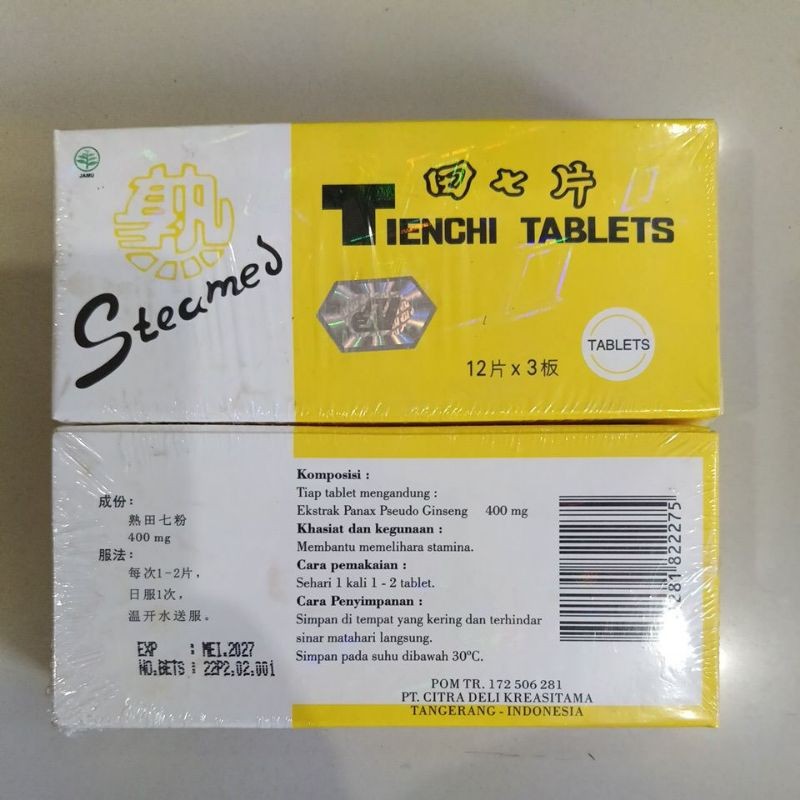 JAMU
熟
Steamed
田七片
TIENCHI TABLETS
12片 x 3板
TABLETS
成份：
熟田七粉
400 mg
服法：
每次1-2片，
日服1次，
温开水送服。
EXP : MEI.2027
NO.BETS : 22P2.02.001
Komposisi :
Tiap tablet mengandung :
Ekstrak Panax Pseudo Ginseng 400 mg
Khasiat dan kegunaan :
Membantu memelihara stamina.
Cara pemakaian :
Sehari 1 kali 1 - 2 tablet.
Cara Penyimpanan :
Simpan di tempat yang kering dan terhindar
sinar matahari langsung.
Simpan pada suhu dibawah 30°C.
POM TR. 172 506 281
PT. CITRA DELI KREASITAMA
TANGERANG - INDONESIA
281822275